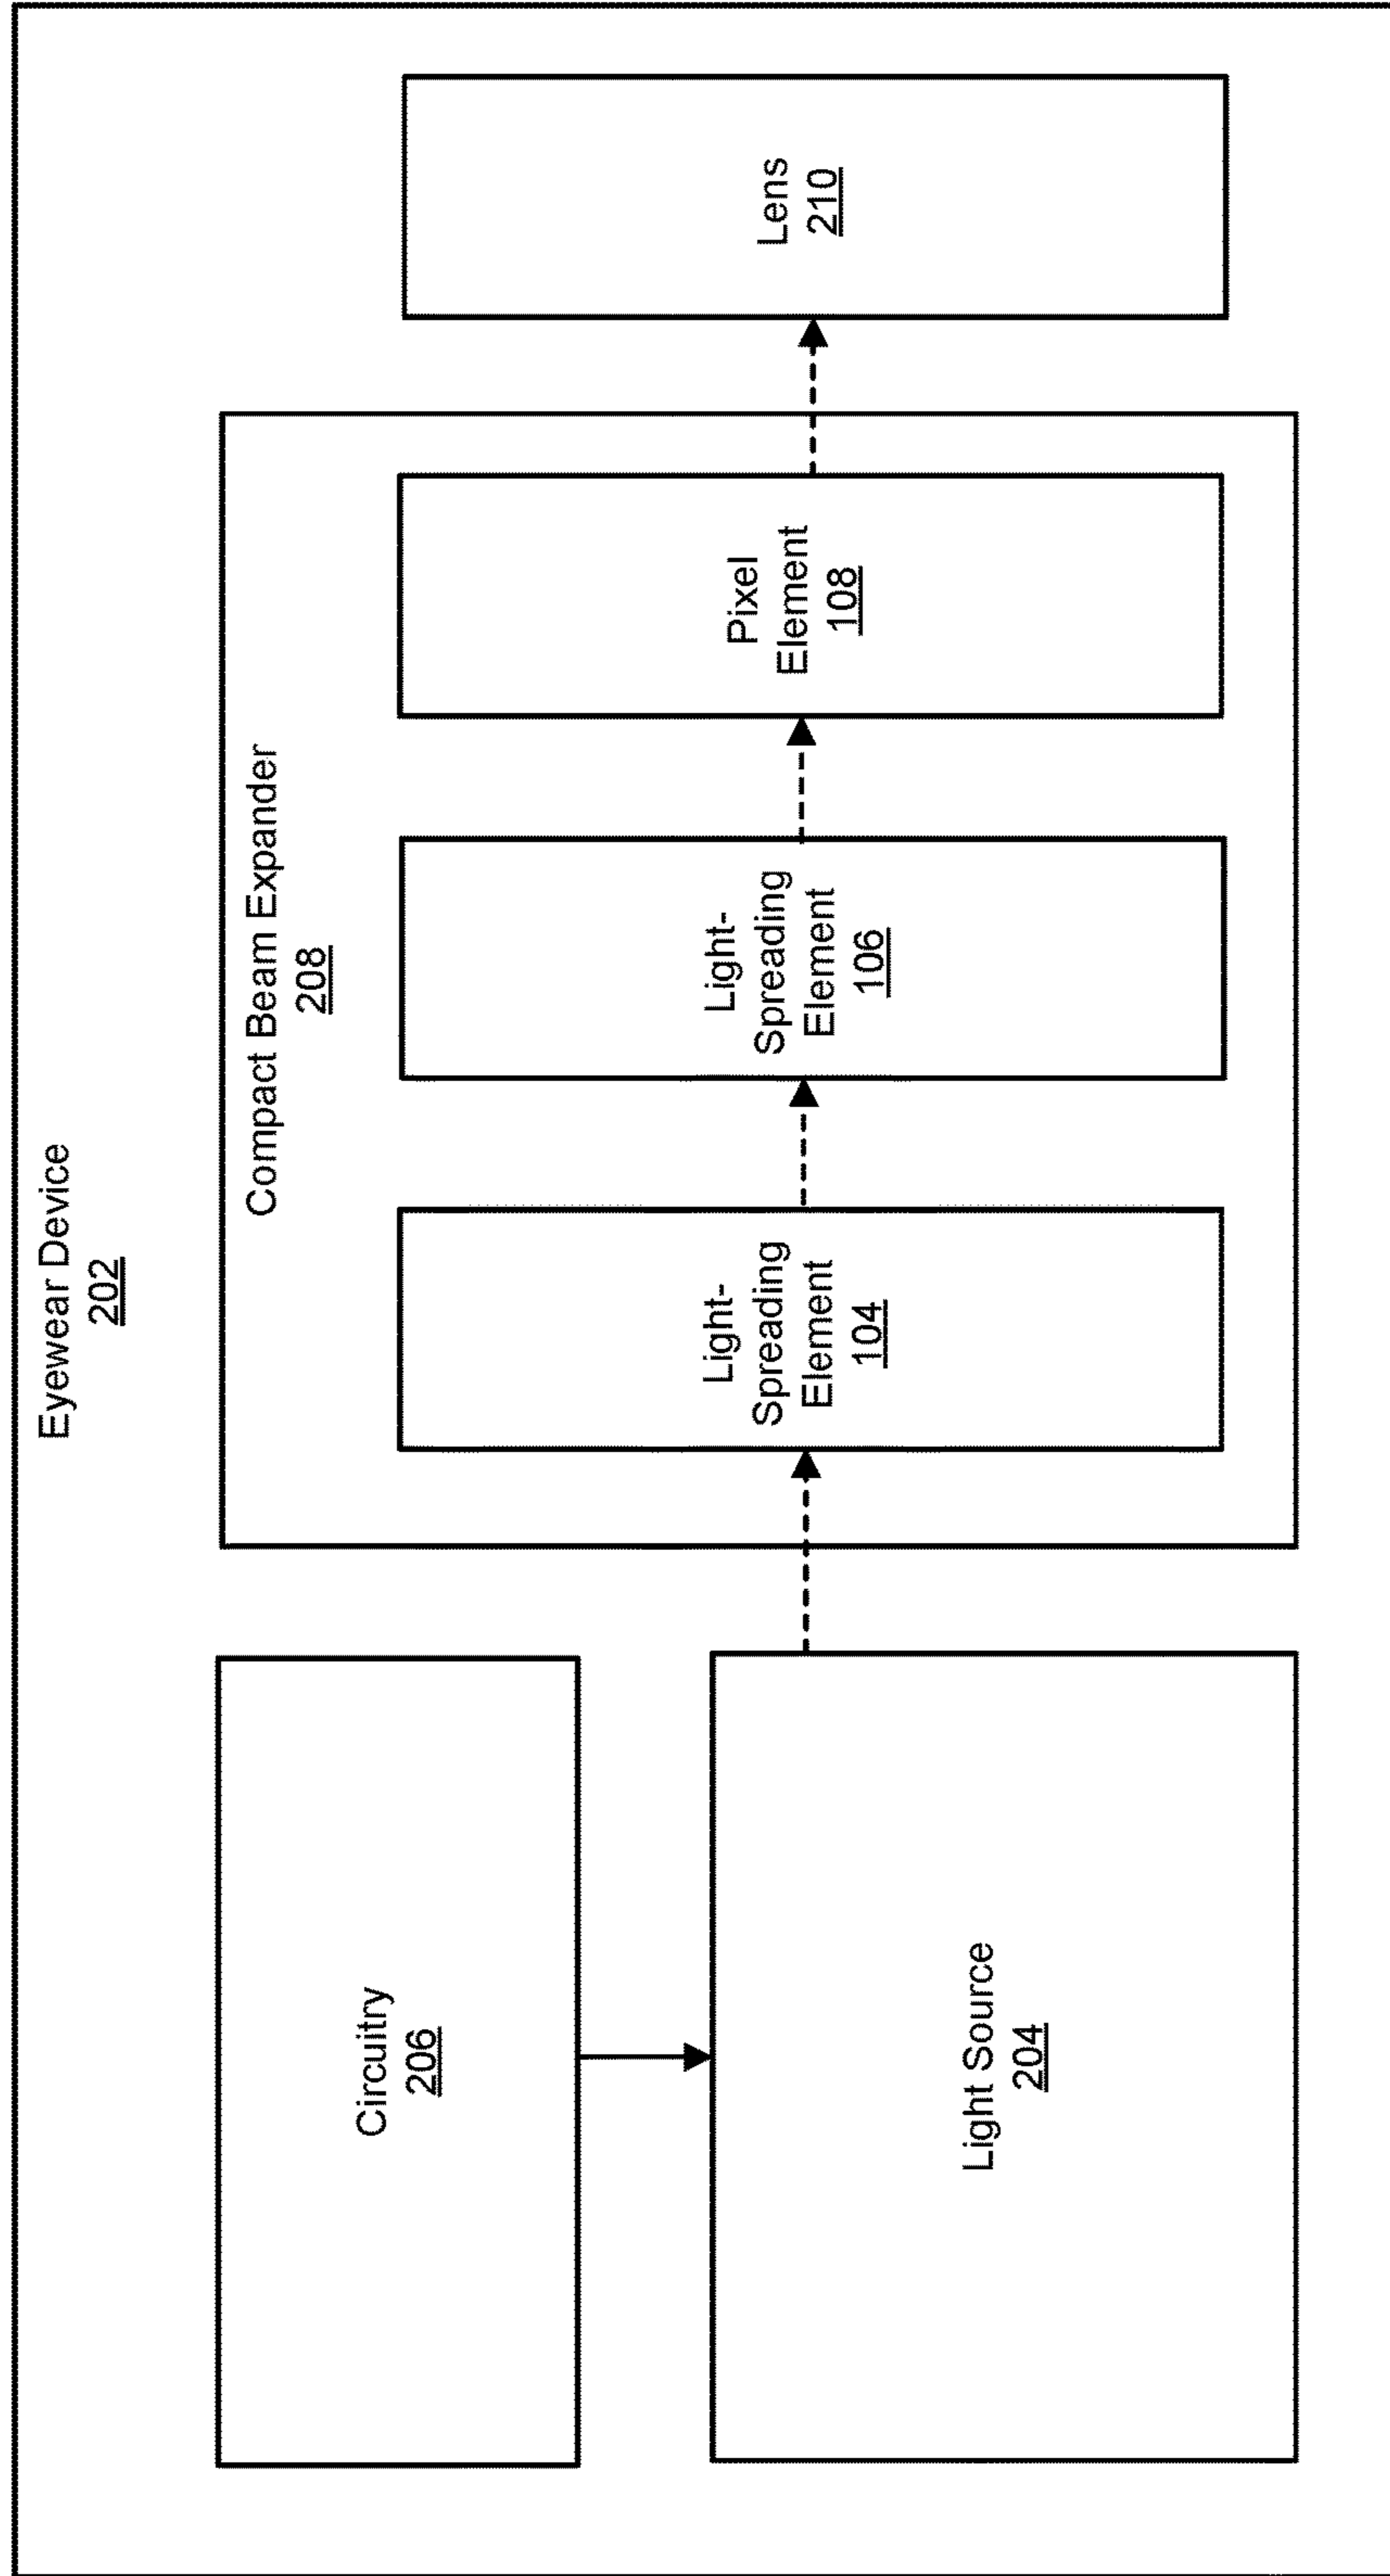 Eyewear Device
202
Circuitry
206
Light Source
204
Compact Beam Expander
208
Light-
Spreading
Element
104
Light-
Spreading
Element
106
Pixel
Element
108
Lens
210